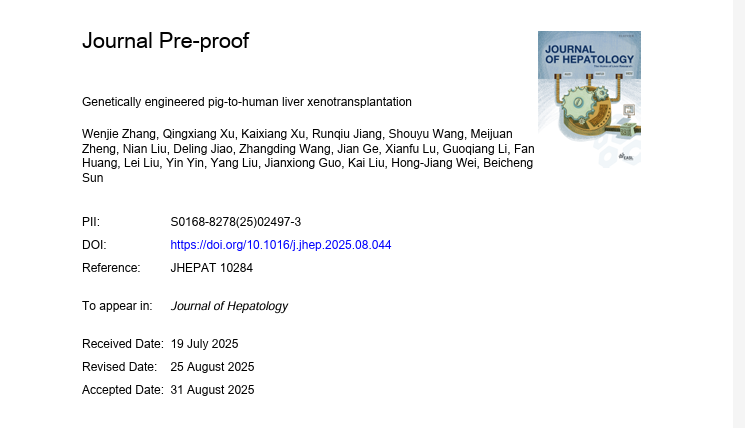 Journal Pre-proof
JOURNAL
OF HEPATOLOGY
Genetically engineered pig-to-human liver xenotransplantation
Wenjie Zhang, Qingxiang Xu, Kaixiang Xu, Runqiu Jiang, Shouyu Wang, Meijuan
Zheng, Nian Liu, Deling Jiao, Zhangding Wang, Jian Ge, Xianfu Lu, Guoqiang Li, Fan
Huang, Lei Liu, Yin Yin, Yang Liu, Jianxiong Guo, Kai Liu, Hong-Jiang Wei, Beicheng
Sun
PII: S0168-8278(25)02497-3
DOI: https://doi.org/10.1016/j.jhep.2025.08.044
Reference: JHEPAT 10284
To appear in: Journal of Hepatology
Received Date: 19 July 2025
Revised Date: 25 August 2025
Accepted Date: 31 August 2025